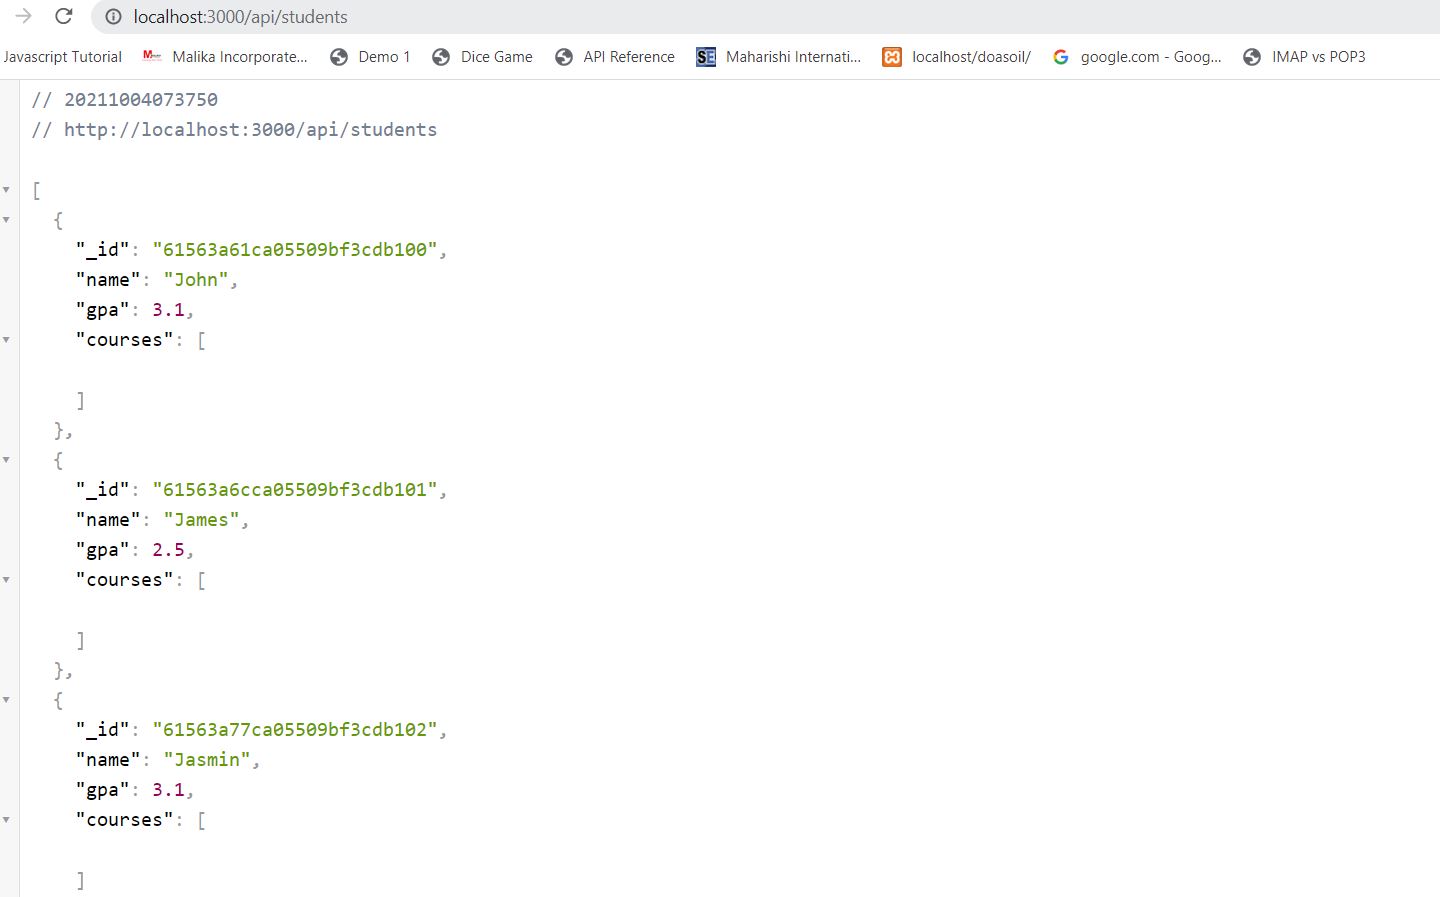 localhost:3000/api/students
Javascript Tutorial Malika Incorporate... Demo 1 Dice Game API Reference SE Maharishi Internati... localhost/doasoil/ google.com - Goog... IMAP vs POP3
// 20211004073750
// http://localhost:3000/api/students
[
{
"_id": "61563a61ca05509bf3cdb100",
"name": "John",
"gpa": 3.1,
"courses": [
]
},
{
"_id": "61563a6cca05509bf3cdb101",
"name": "James",
"gpa": 2.5,
"courses": [
]
},
{
"_id": "61563a77ca05509bf3cdb102",
"name": "Jasmin",
"gpa": 3.1,
"courses": [
]